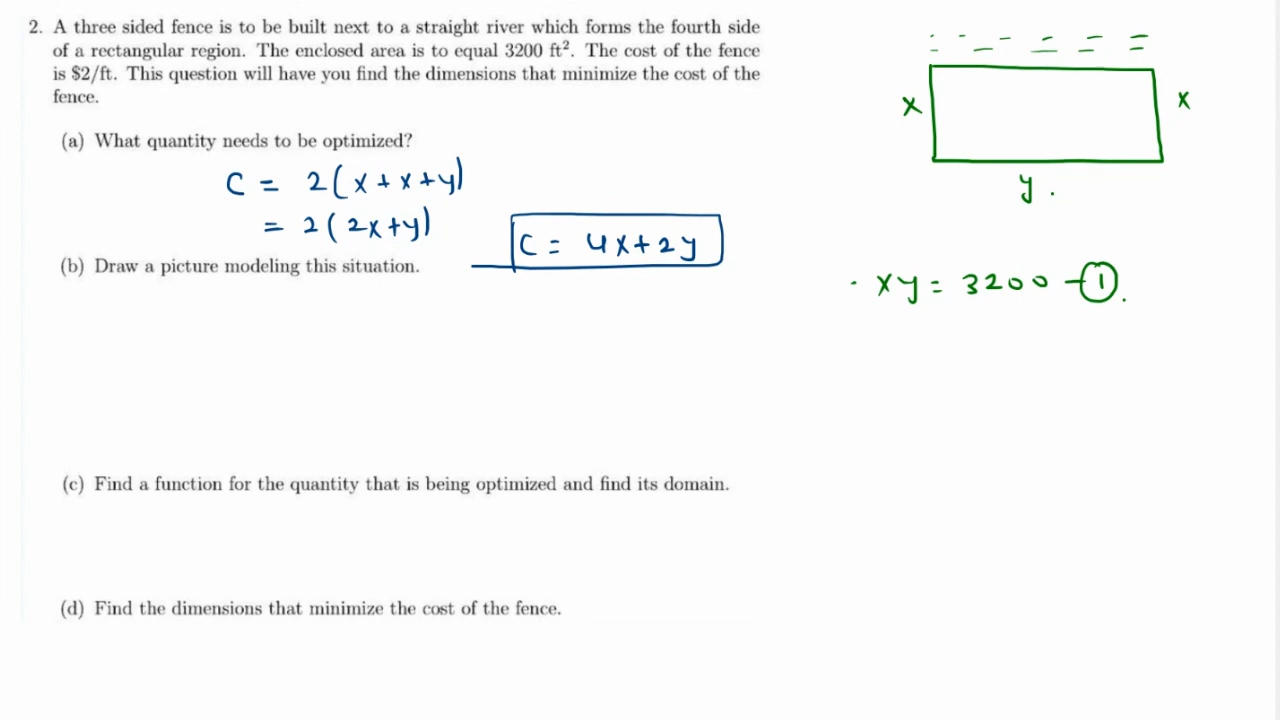 2. A three sided fence is to be built next to a straight river which forms the fourth side
of a rectangular region. The enclosed area is to equal 3200 ft². The cost of the fence
is $2/ft. This question will have you find the dimensions that minimize the cost of the
fence.
(a) What quantity needs to be optimized?
C = 2(x+x+y)
= 2(2x+y)
C = 4x+2y
(b) Draw a picture modeling this situation.
x
x
y.
· xy = 3200 -①.
(c) Find a function for the quantity that is being optimized and find its domain.
(d) Find the dimensions that minimize the cost of the fence.